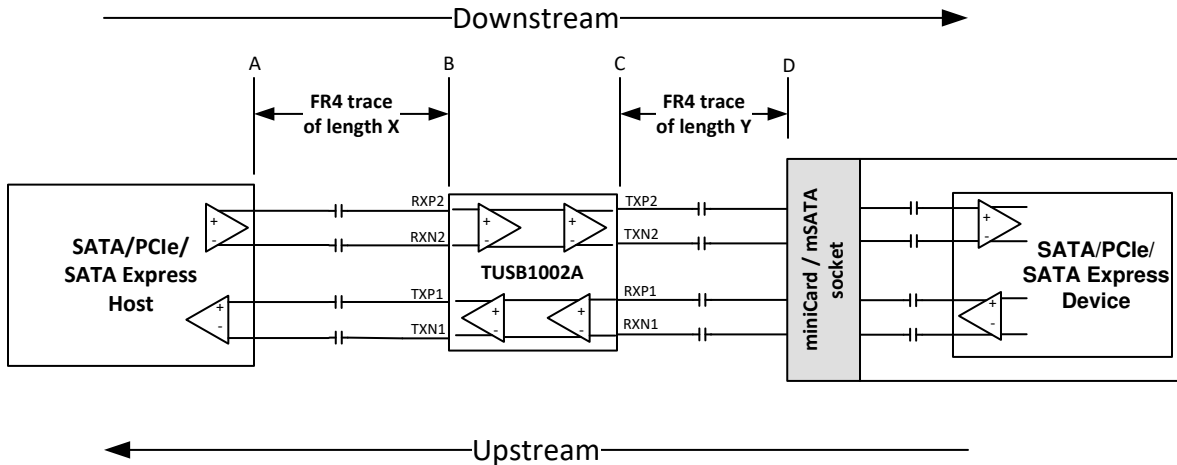 Downstream
A
B
C
D
FR4 trace
of length X
FR4 trace
of length Y
SATA/PCIe/
SATA Express
Host
+
-
+
-
RXP2
RXN2
TXP1
TXN1
+
-
+
-
TUSB1002A
+
-
+
-
TXP2
TXN2
RXP1
RXN1
miniCard / mSATA
socket
+
-
+
-
SATA/PCIe/
SATA Express
Device
Upstream